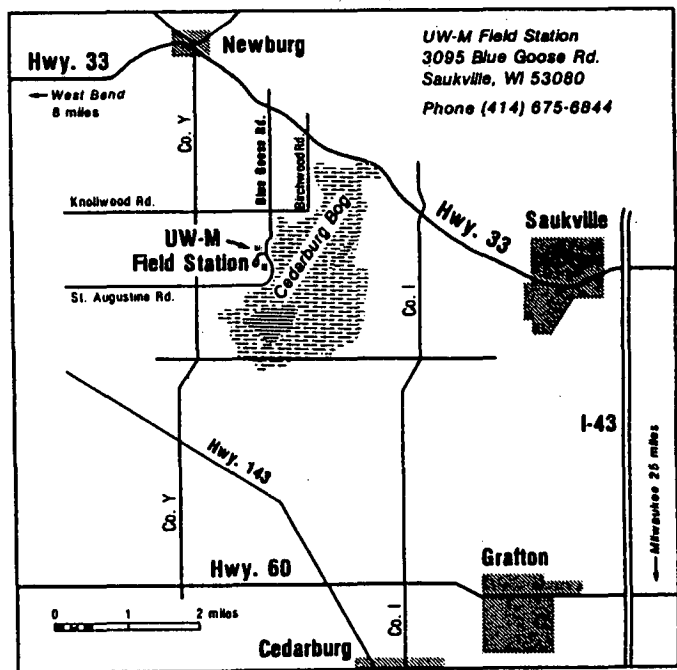 UW-M Field Station
3095 Blue Goose Rd.
Saukville, WI 53080
Phone (414) 675-6844
Newburg
Hwy. 33
← West Bend
8 miles
Co. Y
Blue Goose Rd.
Birchwood Rd.
Knollwood Rd.
UW-M
Field Station
St. Augustine Rd.
Cedarburg Bog
Hwy. 33
Saukville
Co. I
I-43
Hwy. 143
Milwaukee 25 miles
Co. Y
Hwy. 60
Grafton
0 1 2 miles
Co. I
Cedarburg